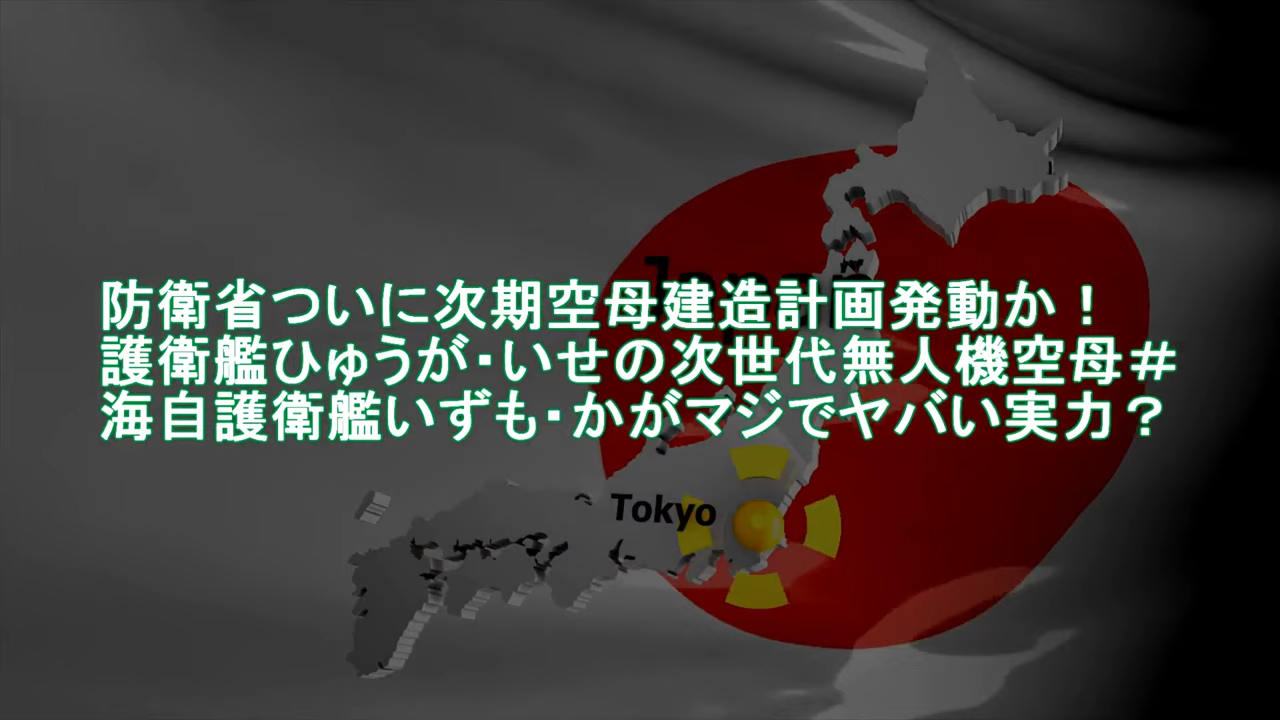 Japan
防衛省ついに次期空母建造計画発動か！
護衛艦ひゅうが・いせの次世代無人機空母＃
海自護衛艦いずも・かがマジでヤバい実力？
Tokyo